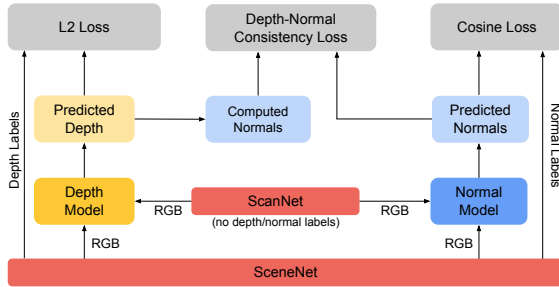 L2 Loss
Depth-Normal
Consistency Loss
Cosine Loss
Predicted
Depth
Computed
Normals
Predicted
Normals
Depth Labels
Normal Labels
Depth
Model
RGB
ScanNet
(no depth/normal labels)
RGB
Normal
Model
RGB
RGB
SceneNet